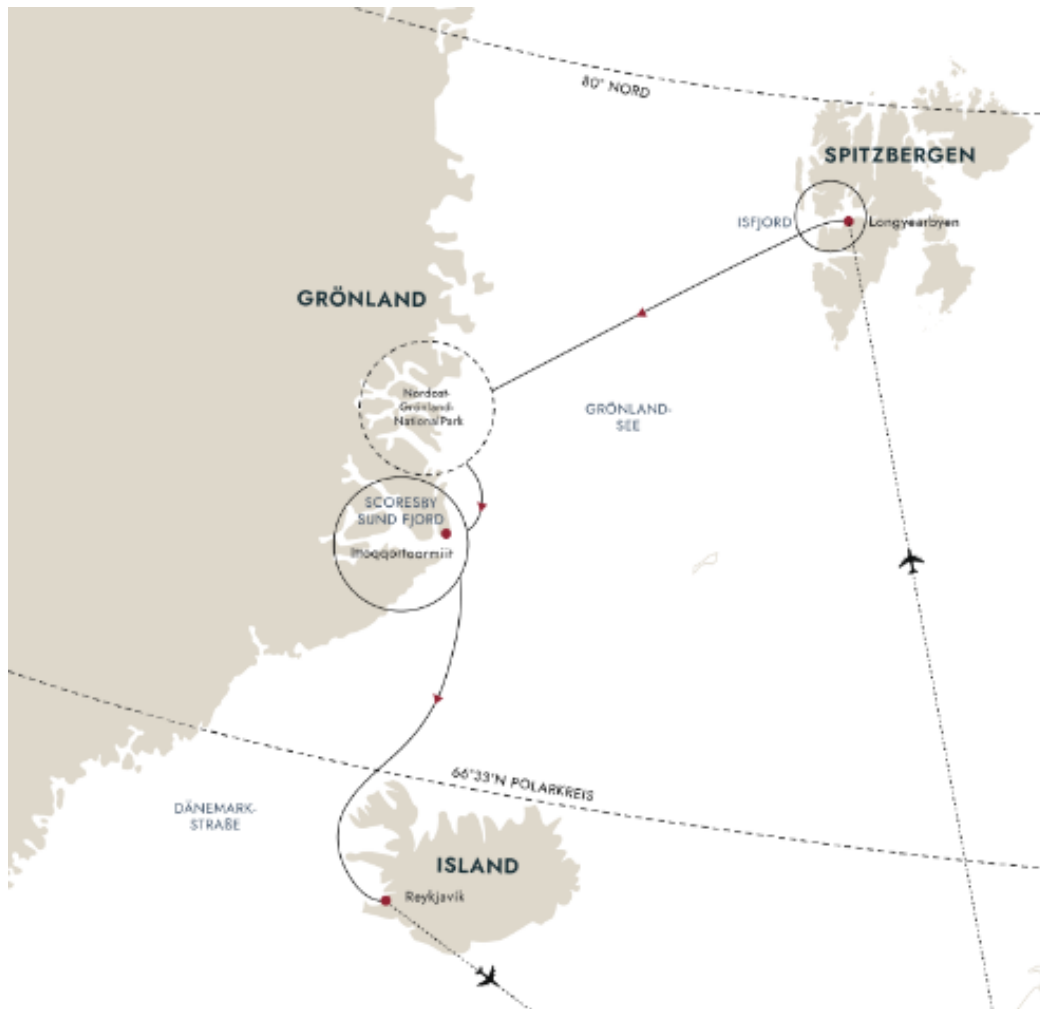 80° NORD
SPITZBERGEN
ISFJORD
Longyearbyen
GRÖNLAND
Nordost-
Grönland-
NationalPark
GRÖNLAND-
SEE
SCORESBY
SUND FJORD
Ittoqqortoormiit
66°33'N POLARKREIS
DÄNEMARK-
STRAßE
ISLAND
Reykjavik